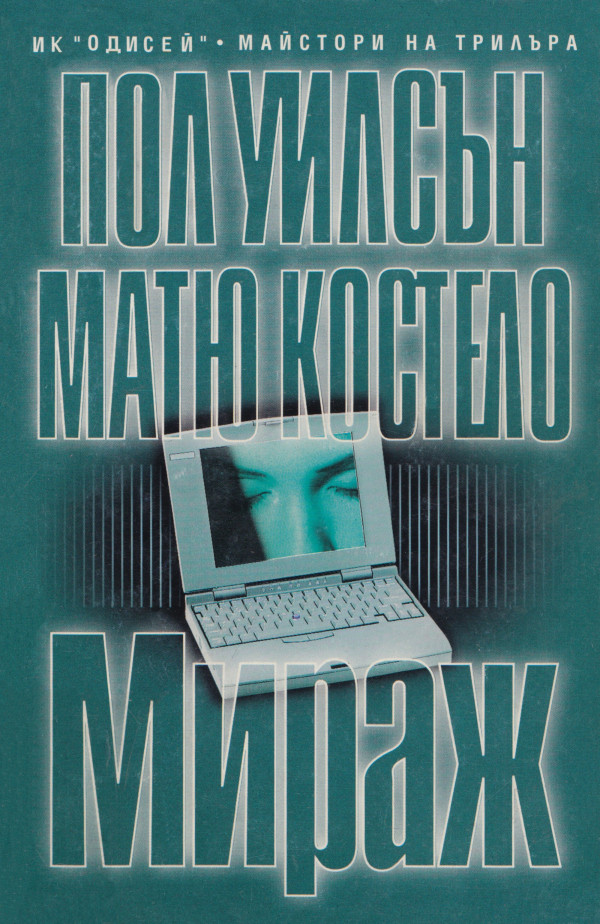 ИК "ОДИСЕЙ" • МАЙСТОРИ НА ТРИЛЪРА
ПОЛ УИЛСЪН
МАТЮ КОСТЕЛО
Мираж